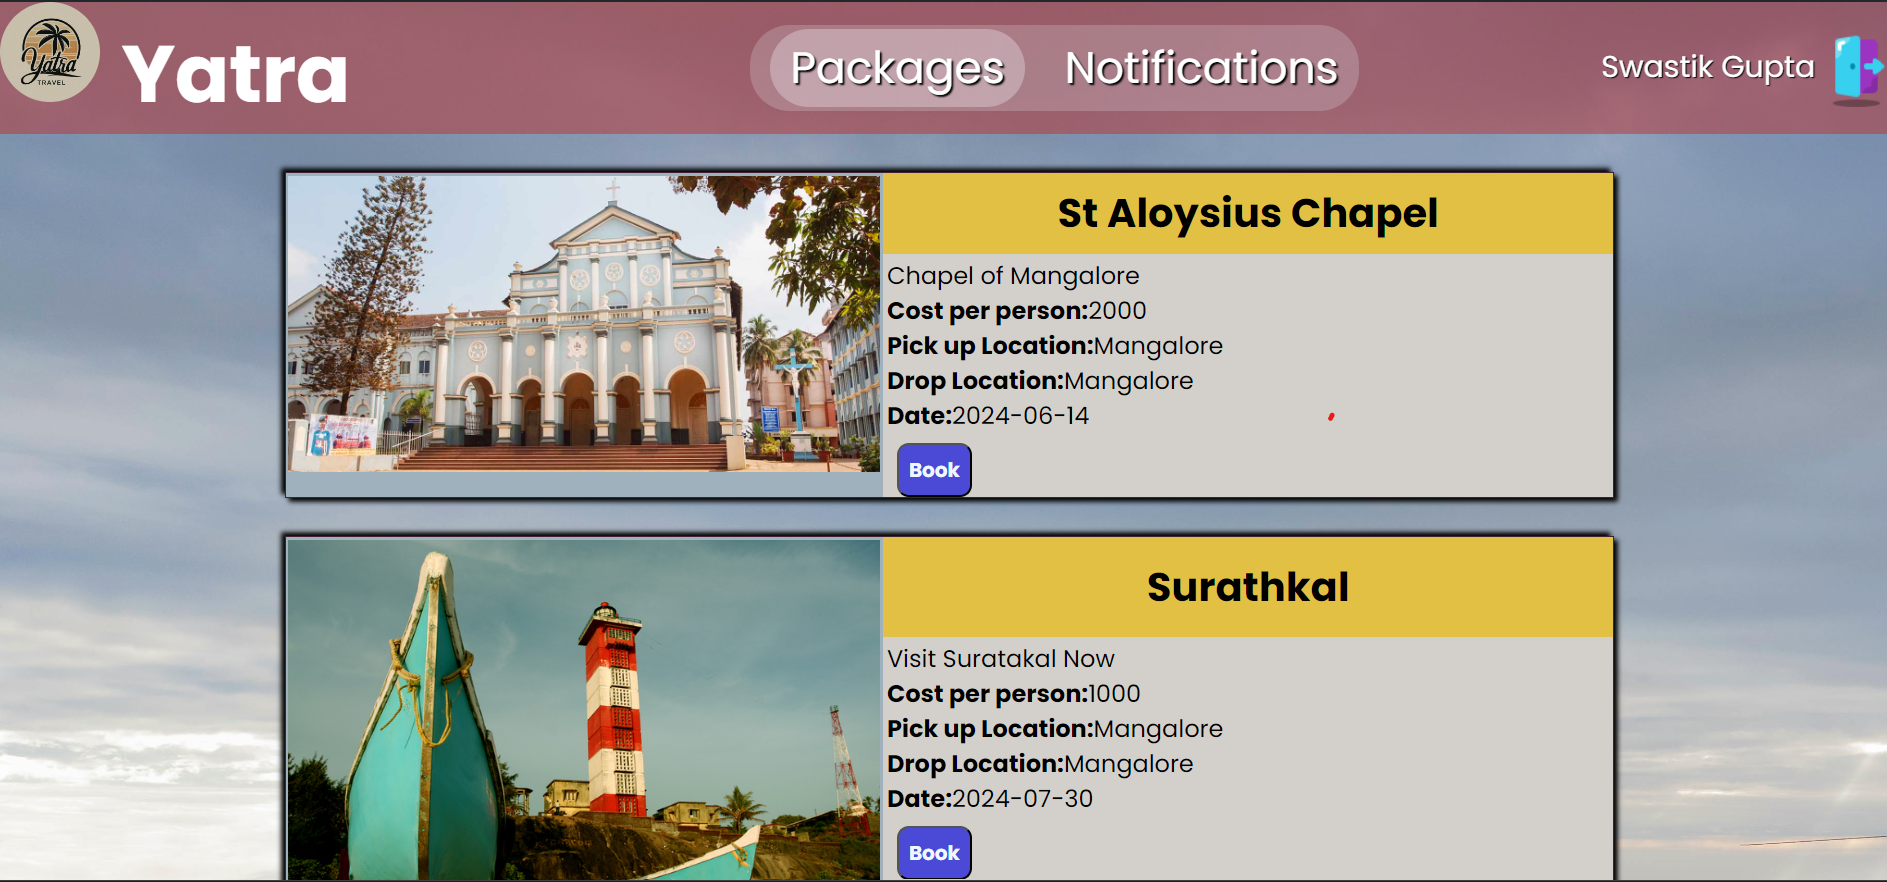 Yatra
TRAVEL
Yatra
Packages
Notifications
Swastik Gupta
St Aloysius Chapel
Chapel of Mangalore
Cost per person:2000
Pick up Location:Mangalore
Drop Location:Mangalore
Date:2024-06-14
Book
Surathkal
Visit Suratakal Now
Cost per person:1000
Pick up Location:Mangalore
Drop Location:Mangalore
Date:2024-07-30
Book